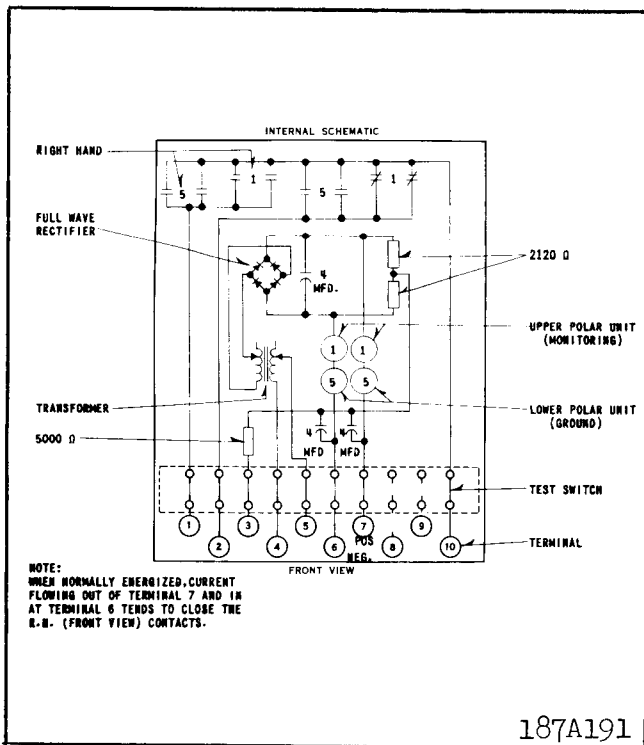 INTERNAL SCHEMATIC
RIGHT HAND
5
1
5
1
FULL WAVE
RECTIFIER
4
MFD.
2120 Ω
1
1
UPPER POLAR UNIT
(MONITORING)
5
5
TRANSFORMER
LOWER POLAR UNIT
(GROUND)
5000 Ω
4
MFD
4
MFD
TEST SWITCH
1
2
3
4
5
6
7
8
9
10
POS
NEG.
TERMINAL
FRONT VIEW
NOTE:
WHEN NORMALLY ENERGIZED, CURRENT
FLOWING OUT OF TERMINAL 7 AND IN
AT TERMINAL 6 TENDS TO CLOSE THE
R.H. (FRONT VIEW) CONTACTS.
187A191